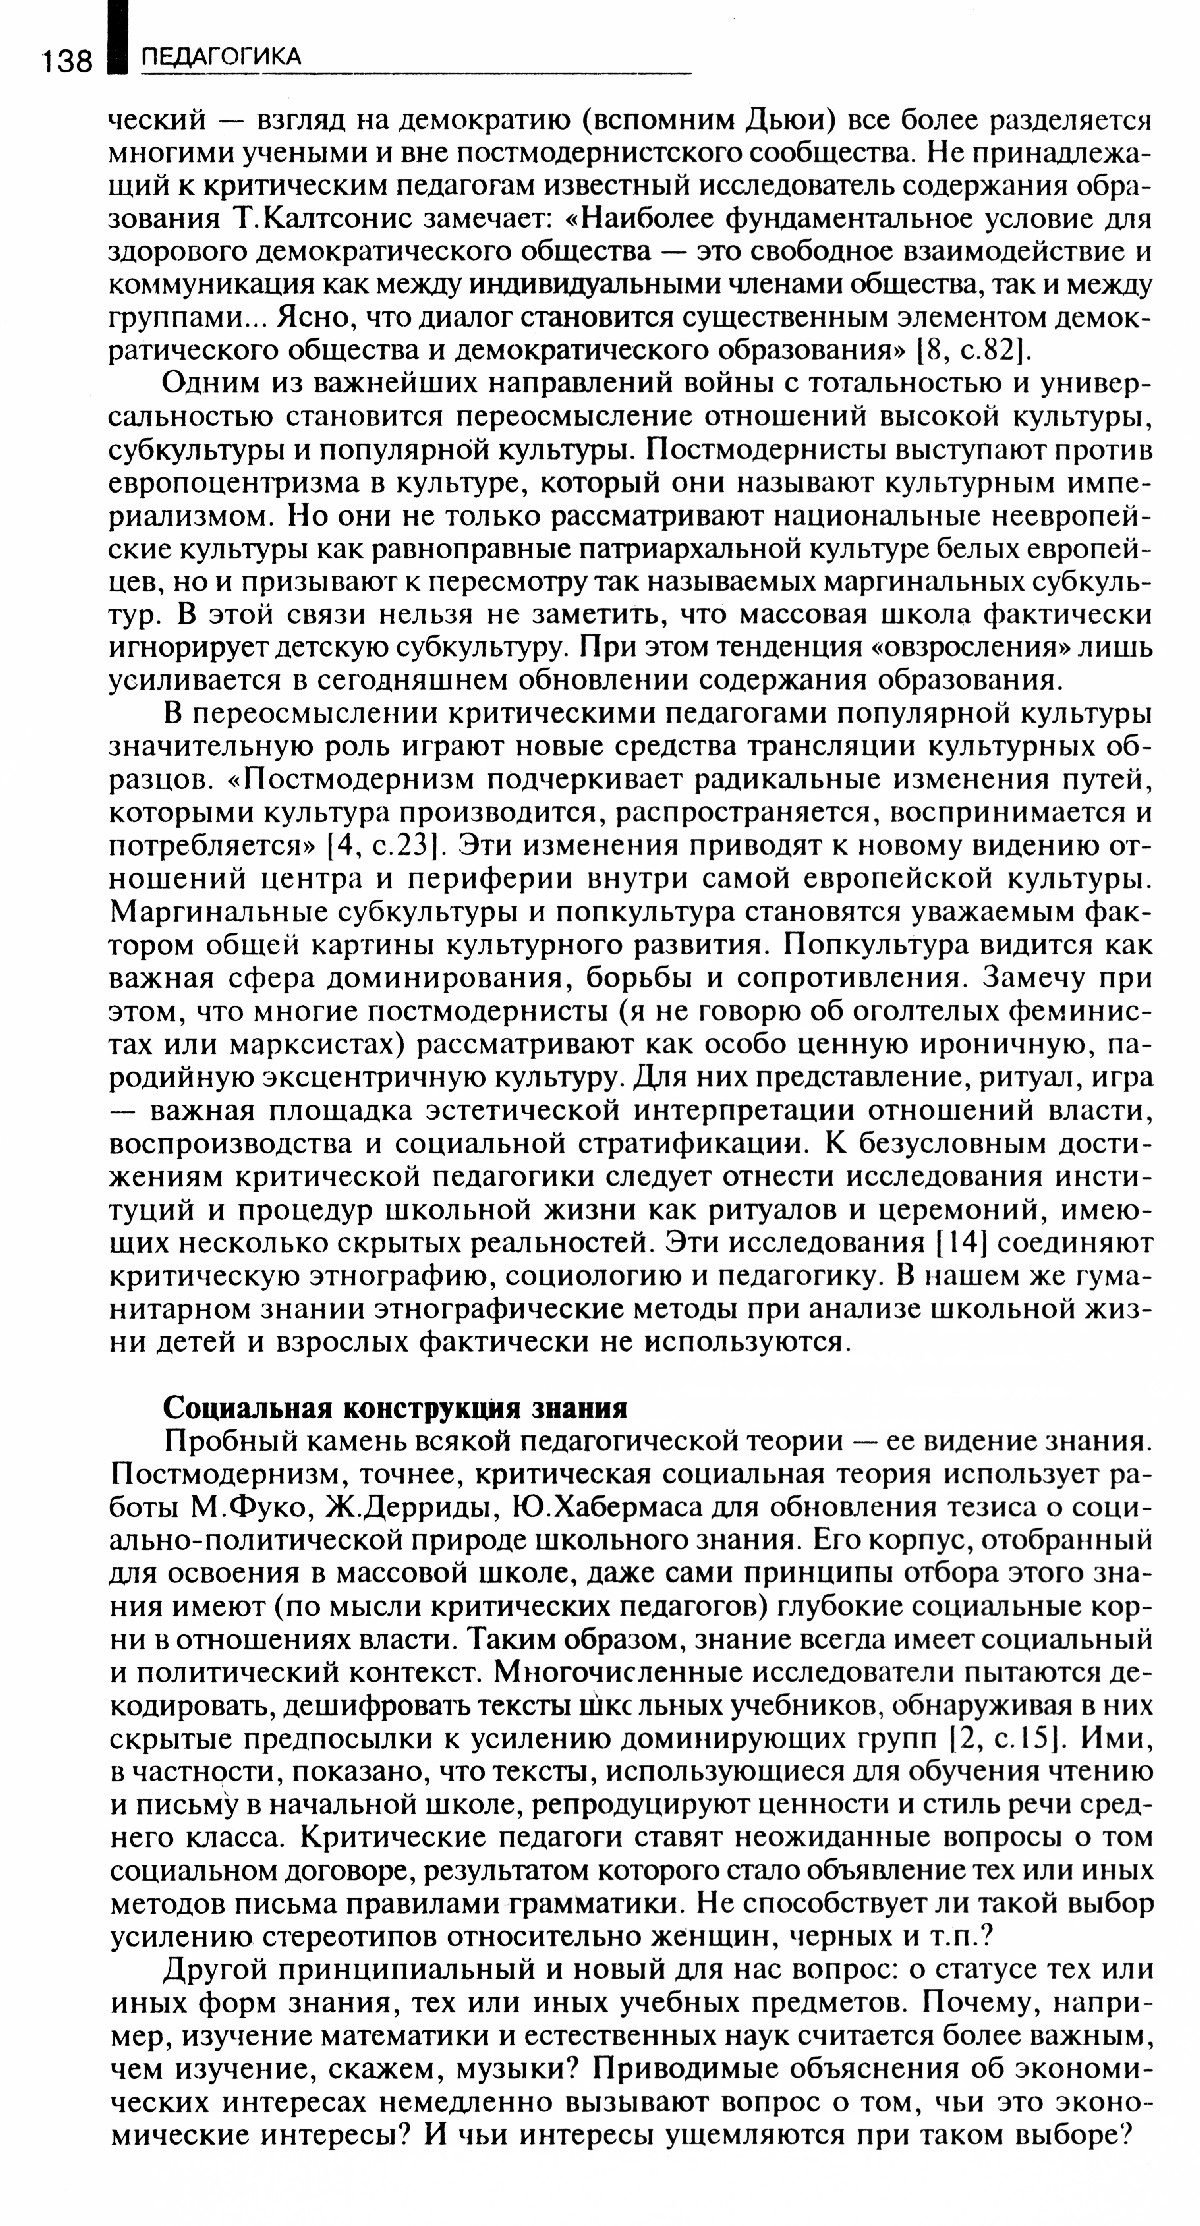 138 ПЕДАГОГИКА
ческий — взгляд на демократию (вспомним Дьюи) все более разделяется
многими учеными и вне постмодернистского сообщества. Не принадлежа-
щий к критическим педагогам известный исследователь содержания обра-
зования Т.Калтсонис замечает: «Наиболее фундаментальное условие для
здорового демократического общества — это свободное взаимодействие и
коммуникация как между индивидуальными членами общества, так и между
группами... Ясно, что диалог становится существенным элементом демок-
ратического общества и демократического образования» [8, с.82].
Одним из важнейших направлений войны с тотальностью и универ-
сальностью становится переосмысление отношений высокой культуры,
субкультуры и популярной культуры. Постмодернисты выступают против
европоцентризма в культуре, который они называют культурным импе-
риализмом. Но они не только рассматривают национальные неевропей-
ские культуры как равноправные патриархальной культуре белых европей-
цев, но и призывают к пересмотру так называемых маргинальных субкуль-
тур. В этой связи нельзя не заметить, что массовая школа фактически
игнорирует детскую субкультуру. При этом тенденция «овзросления» лишь
усиливается в сегодняшнем обновлении содержания образования.
В переосмыслении критическими педагогами популярной культуры
значительную роль играют новые средства трансляции культурных об-
разцов. «Постмодернизм подчеркивает радикальные изменения путей,
которыми культура производится, распространяется, воспринимается и
потребляется» [4, с.23]. Эти изменения приводят к новому видению от-
ношений центра и периферии внутри самой европейской культуры.
Маргинальные субкультуры и попкультура становятся уважаемым фак-
тором общей картины культурного развития. Попкультура видится как
важная сфера доминирования, борьбы и сопротивления. Замечу при
этом, что многие постмодернисты (я не говорю об оголтелых феминис-
тах или марксистах) рассматривают как особо ценную ироничную, па-
родийную эксцентричную культуру. Для них представление, ритуал, игра
— важная площадка эстетической интерпретации отношений власти,
воспроизводства и социальной стратификации. К безусловным дости-
жениям критической педагогики следует отнести исследования инсти-
туций и процедур школьной жизни как ритуалов и церемоний, имею-
щих несколько скрытых реальностей. Эти исследования [14] соединяют
критическую этнографию, социологию и педагогику. В нашем же гума-
нитарном знании этнографические методы при анализе школьной жиз-
ни детей и взрослых фактически не используются.
Социальная конструкция знания
Пробный камень всякой педагогической теории — ее видение знания.
Постмодернизм, точнее, критическая социальная теория использует ра-
боты М.Фуко, Ж.Дерриды, Ю.Хабермаса для обновления тезиса о соци-
ально-политической природе школьного знания. Его корпус, отобранный
для освоения в массовой школе, даже сами принципы отбора этого зна-
ния имеют (по мысли критических педагогов) глубокие социальные кор-
ни в отношениях власти. Таким образом, знание всегда имеет социальный
и политический контекст. Многочисленные исследователи пытаются де-
кодировать, дешифровать тексты школьных учебников, обнаруживая в них
скрытые предпосылки к усилению доминирующих групп [2, с.15]. Ими,
в частности, показано, что тексты, использующиеся для обучения чтению
и письму в начальной школе, репродуцируют ценности и стиль речи сред-
него класса. Критические педагоги ставят неожиданные вопросы о том
социальном договоре, результатом которого стало объявление тех или иных
методов письма правилами грамматики. Не способствует ли такой выбор
усилению стереотипов относительно женщин, черных и т.п.?
Другой принципиальный и новый для нас вопрос: о статусе тех или
иных форм знания, тех или иных учебных предметов. Почему, напри-
мер, изучение математики и естественных наук считается более важным,
чем изучение, скажем, музыки? Приводимые объяснения об экономи-
ческих интересах немедленно вызывают вопрос о том, чьи это эконо-
мические интересы? И чьи интересы ущемляются при таком выборе?